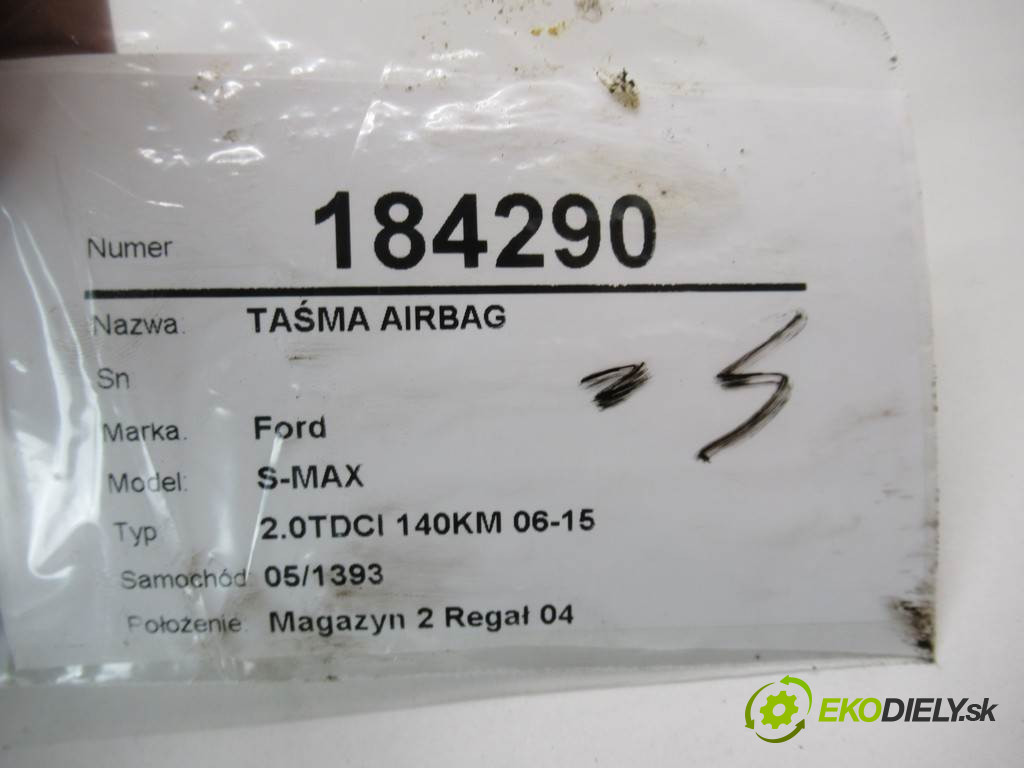 Numer 184290
Nazwa: TAŚMA AIRBAG
Sn
Marka: Ford
Model: S-MAX
Typ 2.0TDCI 140KM 06-15
Samochód 05/1393
Położenie: Magazyn 2 Regał 04
EKODIELY.sk